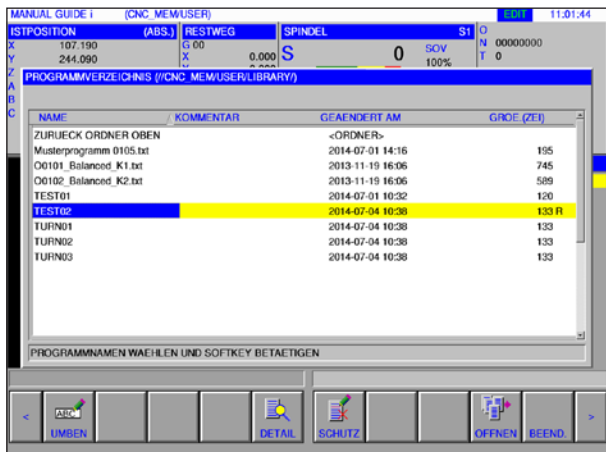 MANUAL GUIDE i (CNC_MEM/USER) EDIT 11:01:44
ISTPOSITION (ABS.) RESTWEG SPINDEL S1 O
X 107.190 G 00 S 0 SOV N 00000000
Y 244.090 X 0.000 100% T 0
Z
PROGRAMMVERZEICHNIS (//CNC_MEM/USER/LIBRARY/)
A
B
C
NAME / KOMMENTAR GEAENDERT AM GROE.(ZEI)
ZURUECK ORDNER OBEN <ORDNER>
Musterprogramm 0105.txt 2014-07-01 14:16 195
O0101_Balanced_K1.txt 2013-11-19 16:06 745
O0102_Balanced_K2.txt 2013-11-19 16:06 589
TEST01 2014-07-01 10:32 120
TEST02 2014-07-04 10:38 133 R
TURN01 2014-07-04 10:38 133
TURN02 2014-07-04 10:38 133
TURN03 2014-07-04 10:38 133
PROGRAMMNAMEN WAEHLEN UND SOFTKEY BETAETIGEN
< ABC >
UMBEN DETAIL SCHUTZ OFFNEN BEEND.